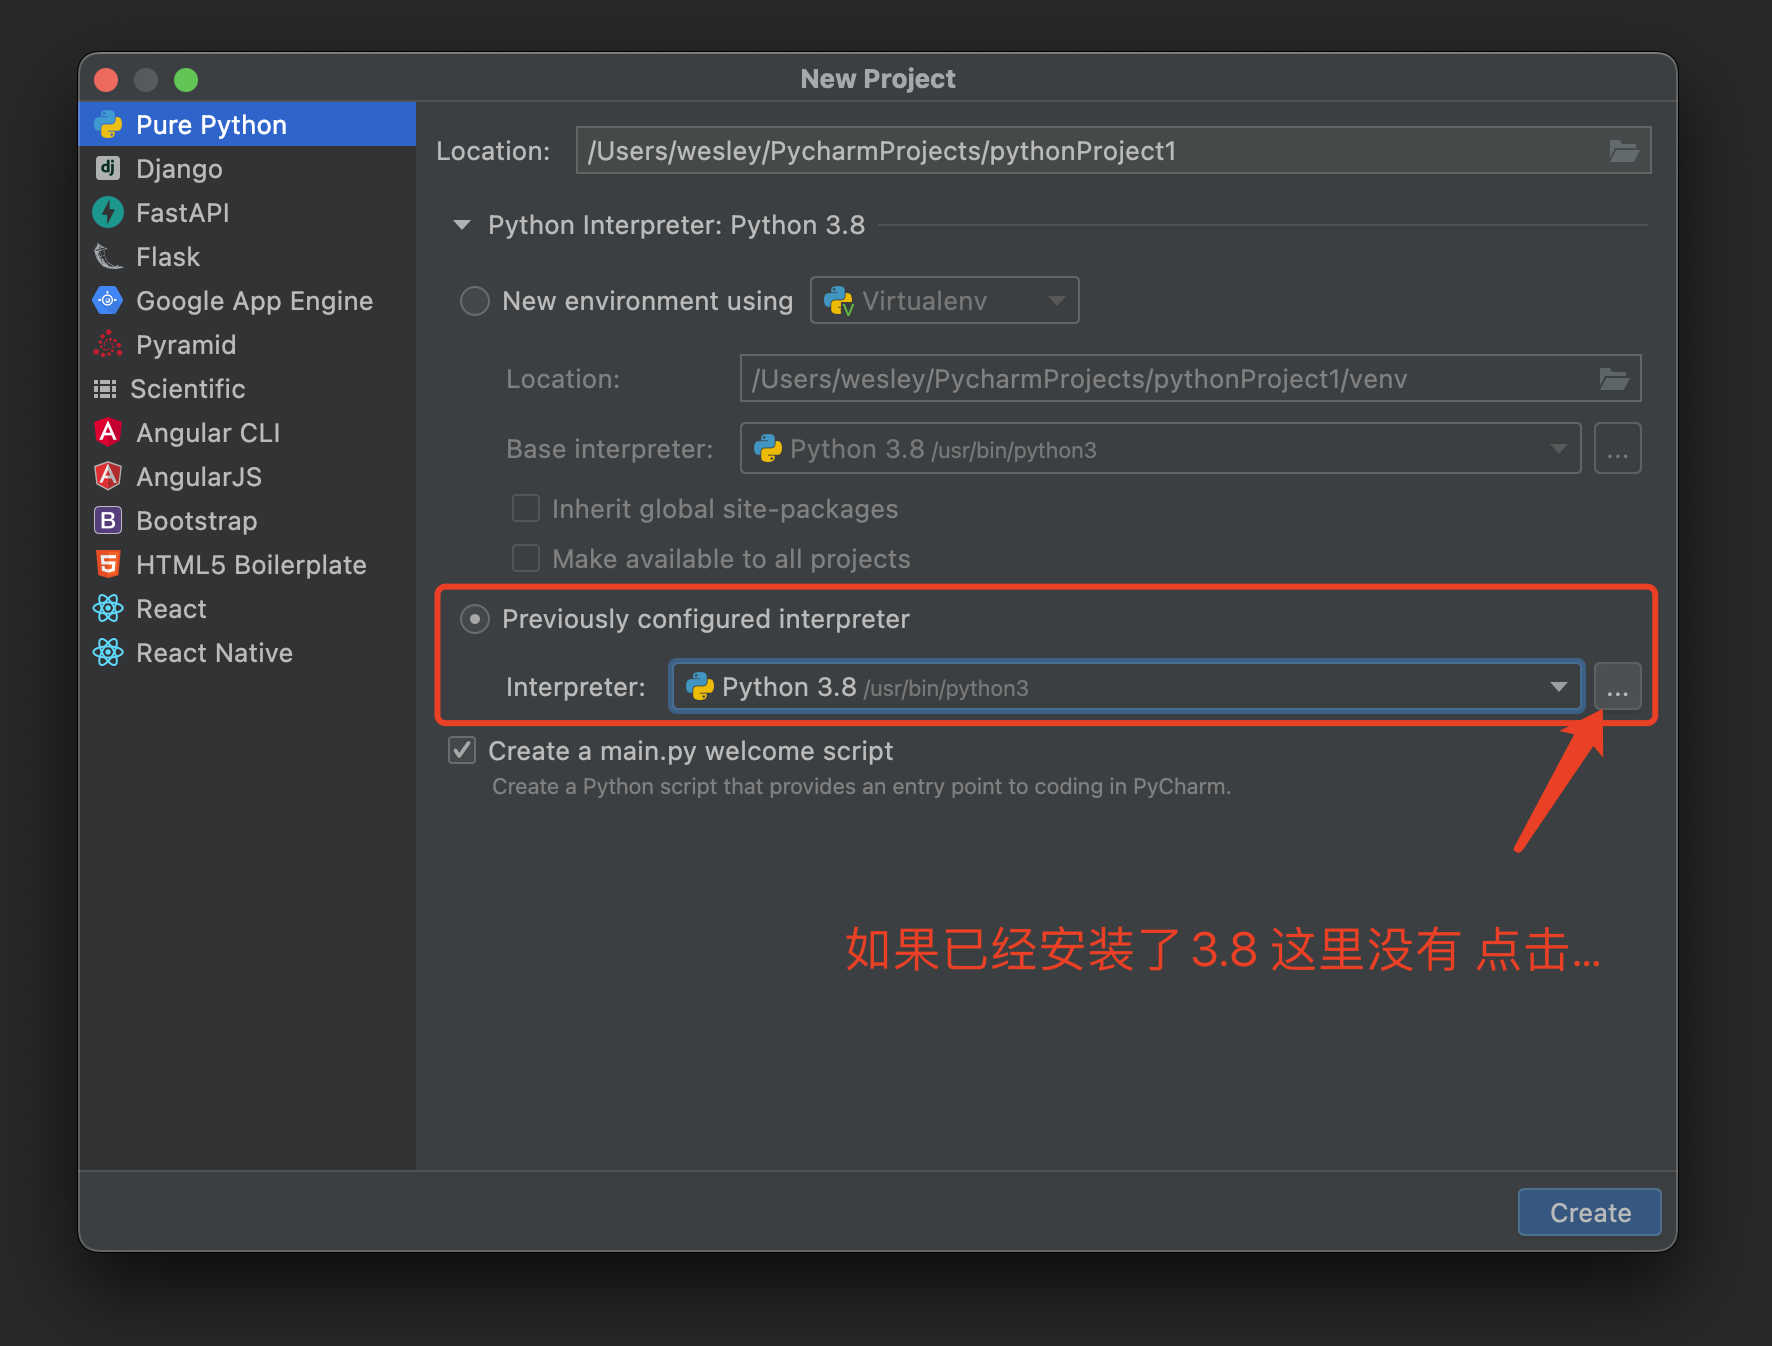 New Project
Pure Python
Django
FastAPI
Flask
Google App Engine
Pyramid
Scientific
Angular CLI
AngularJS
Bootstrap
HTML5 Boilerplate
React
React Native
Location: /Users/wesley/PycharmProjects/pythonProject1
Python Interpreter: Python 3.8
New environment using Virtualenv
Location: /Users/wesley/PycharmProjects/pythonProject1/venv
Base interpreter: Python 3.8 /usr/bin/python3 ...
Inherit global site-packages
Make available to all projects
Previously configured interpreter
Interpreter: Python 3.8 /usr/bin/python3 ...
Create a main.py welcome script
Create a Python script that provides an entry point to coding in PyCharm.
如果已经安装了 3.8 这里没有 点击...
Create